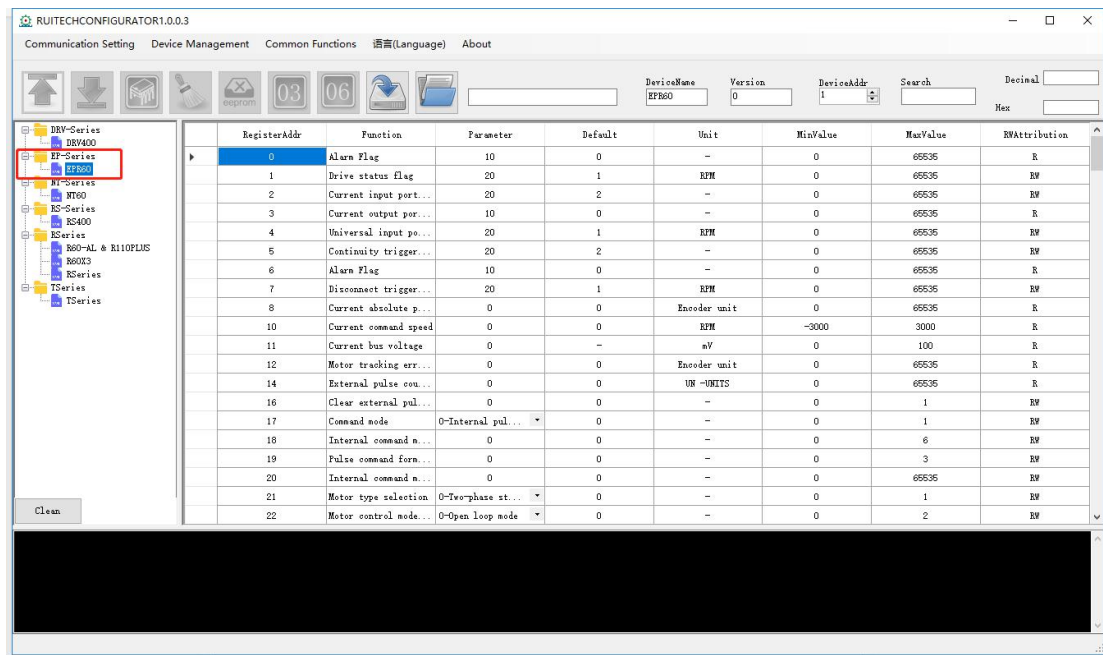 RUITECHCONFIGURATOR1.0.0.3
Communication Setting Device Management Common Functions 语言(Language) About
eeprom 03 06
DeviceName Version DeviceAddr Search Decimal
EPR60 0 1
Hex
DRV-Series
DRV400
EP-Series
EPR60
NT-Series
NT60
RS-Series
RS400
RSeries
R60-AL & R110PLUS
R60X3
RSeries
TSeries
TSeries
Clean
RegisterAddr Function Parameter Default Unit MinValue MaxValue RWAttribution
0 Alarm Flag 10 0 - 0 65535 R
1 Drive status flag 20 1 RPM 0 65535 RW
2 Current input port... 20 2 - 0 65535 RW
3 Current output por... 10 0 - 0 65535 R
4 Universal input po... 20 1 RPM 0 65535 RW
5 Continuity trigger... 20 2 - 0 65535 RW
6 Alarm Flag 10 0 - 0 65535 R
7 Disconnect trigger... 20 1 RPM 0 65535 RW
8 Current absolute p... 0 0 Encoder unit 0 65535 R
10 Current command speed 0 0 RPM -3000 3000 R
11 Current bus voltage 0 - mV 0 100 R
12 Motor tracking err... 0 0 Encoder unit 0 65535 R
14 External pulse cou... 0 0 UN -UNITS 0 65535 R
16 Clear external pul... 0 0 - 0 1 RW
17 Command mode 0-Internal pul... 0 - 0 1 RW
18 Internal command m... 0 0 - 0 6 RW
19 Pulse command form... 0 0 - 0 3 RW
20 Internal command m... 0 0 - 0 65535 RW
21 Motor type selection 0-Two-phase st... 0 - 0 1 RW
22 Motor control mode... 0-Open loop mode 0 - 0 2 RW